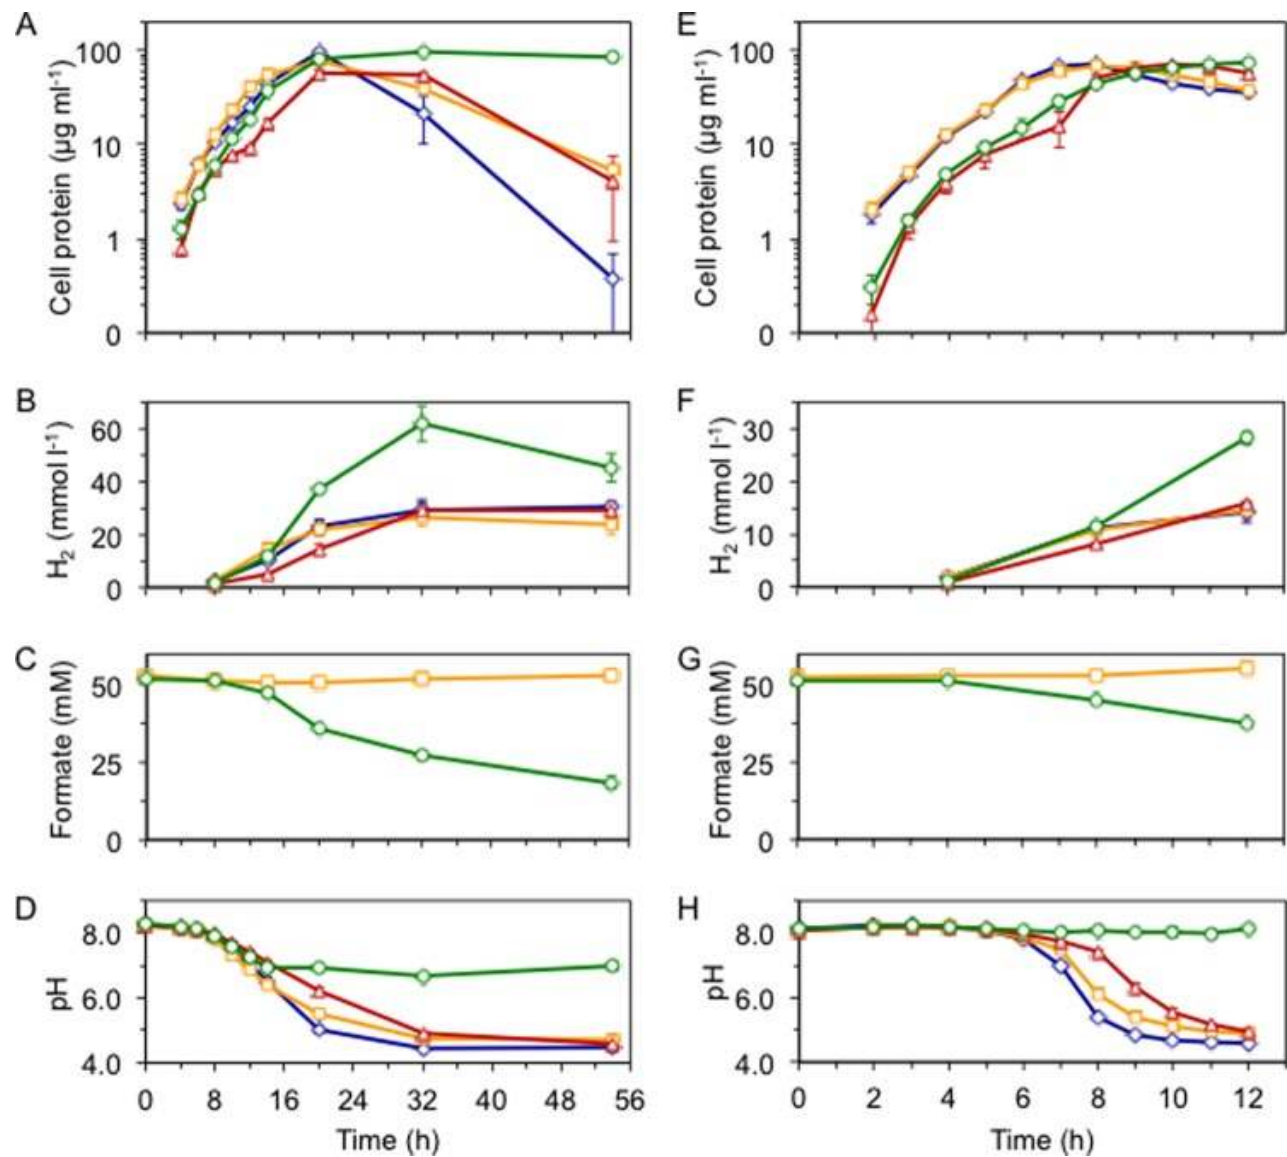 A
Cell protein (µg ml⁻¹)
100
10
1
0
B
H₂ (mmol l⁻¹)
60
40
20
0
C
Formate (mM)
50
25
0
D
pH
8.0
6.0
4.0
0 8 16 24 32 40 48 56
Time (h)
E
Cell protein (µg ml⁻¹)
100
10
1
0
F
H₂ (mmol l⁻¹)
30
20
10
0
G
Formate (mM)
50
25
0
H
pH
8.0
6.0
4.0
0 2 4 6 8 10 12
Time (h)